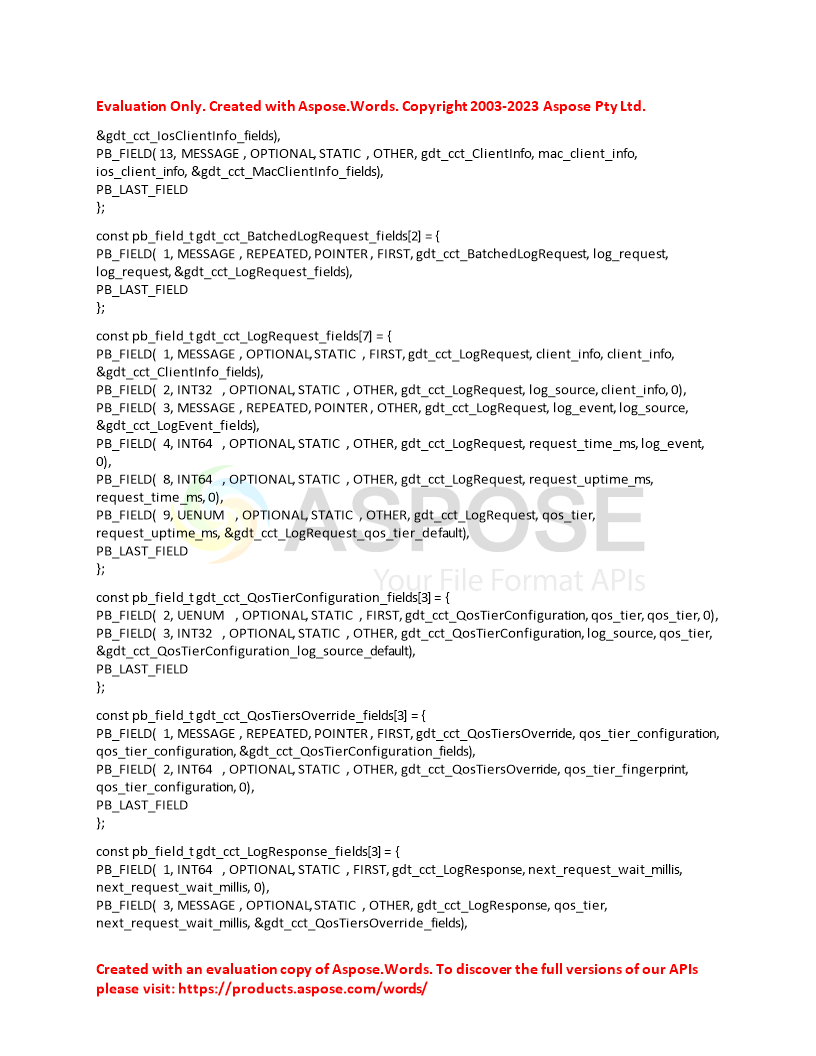 Evaluation Only. Created with Aspose.Words. Copyright 2003-2023 Aspose Pty Ltd.
&gdt_cct_IosClientInfo_fields),
PB_FIELD( 13, MESSAGE , OPTIONAL, STATIC , OTHER, gdt_cct_ClientInfo, mac_client_info,
ios_client_info, &gdt_cct_MacClientInfo_fields),
PB_LAST_FIELD
};
const pb_field_t gdt_cct_BatchedLogRequest_fields[2] = {
PB_FIELD( 1, MESSAGE , REPEATED, POINTER , FIRST, gdt_cct_BatchedLogRequest, log_request,
log_request, &gdt_cct_LogRequest_fields),
PB_LAST_FIELD
};
const pb_field_t gdt_cct_LogRequest_fields[7] = {
PB_FIELD( 1, MESSAGE , OPTIONAL, STATIC , FIRST, gdt_cct_LogRequest, client_info, client_info,
&gdt_cct_ClientInfo_fields),
PB_FIELD( 2, INT32 , OPTIONAL, STATIC , OTHER, gdt_cct_LogRequest, log_source, client_info, 0),
PB_FIELD( 3, MESSAGE , REPEATED, POINTER , OTHER, gdt_cct_LogRequest, log_event, log_source,
&gdt_cct_LogEvent_fields),
PB_FIELD( 4, INT64 , OPTIONAL, STATIC , OTHER, gdt_cct_LogRequest, request_time_ms, log_event,
0),
PB_FIELD( 8, INT64 , OPTIONAL, STATIC , OTHER, gdt_cct_LogRequest, request_uptime_ms,
request_time_ms, 0),
PB_FIELD( 9, UENUM , OPTIONAL, STATIC , OTHER, gdt_cct_LogRequest, qos_tier,
request_uptime_ms, &gdt_cct_LogRequest_qos_tier_default),
PB_LAST_FIELD
};
ASPOSE
Your File Format APIs
const pb_field_t gdt_cct_QosTierConfiguration_fields[3] = {
PB_FIELD( 2, UENUM , OPTIONAL, STATIC , FIRST, gdt_cct_QosTierConfiguration, qos_tier, qos_tier, 0),
PB_FIELD( 3, INT32 , OPTIONAL, STATIC , OTHER, gdt_cct_QosTierConfiguration, log_source, qos_tier,
&gdt_cct_QosTierConfiguration_log_source_default),
PB_LAST_FIELD
};
const pb_field_t gdt_cct_QosTiersOverride_fields[3] = {
PB_FIELD( 1, MESSAGE , REPEATED, POINTER , FIRST, gdt_cct_QosTiersOverride, qos_tier_configuration,
qos_tier_configuration, &gdt_cct_QosTierConfiguration_fields),
PB_FIELD( 2, INT64 , OPTIONAL, STATIC , OTHER, gdt_cct_QosTiersOverride, qos_tier_fingerprint,
qos_tier_configuration, 0),
PB_LAST_FIELD
};
const pb_field_t gdt_cct_LogResponse_fields[3] = {
PB_FIELD( 1, INT64 , OPTIONAL, STATIC , FIRST, gdt_cct_LogResponse, next_request_wait_millis,
next_request_wait_millis, 0),
PB_FIELD( 3, MESSAGE , OPTIONAL, STATIC , OTHER, gdt_cct_LogResponse, qos_tier,
next_request_wait_millis, &gdt_cct_QosTiersOverride_fields),
Created with an evaluation copy of Aspose.Words. To discover the full versions of our APIs
please visit: https://products.aspose.com/words/